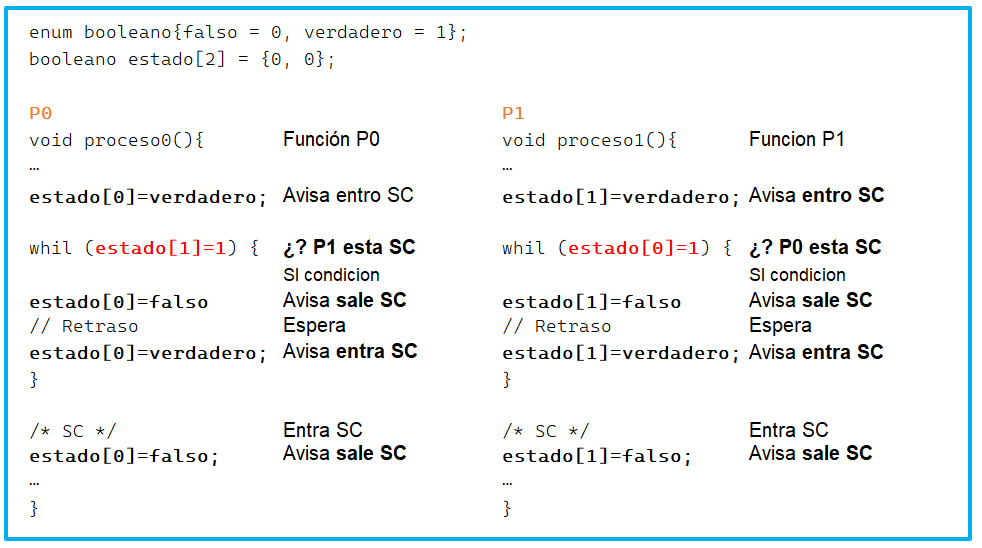 enum booleano{falso = 0, verdadero = 1};
booleano estado[2] = {0, 0};
P0
void proceso0(){ Función P0
…
estado[0]=verdadero; Avisa entro SC
whil (estado[1]=1) { ¿? P1 esta SC
SI condicion
estado[0]=falso Avisa sale SC
// Retraso Espera
estado[0]=verdadero; Avisa entra SC
}
/* SC */ Entra SC
estado[0]=falso; Avisa sale SC
…
}
P1
void proceso1(){ Funcion P1
…
estado[1]=verdadero; Avisa entro SC
whil (estado[0]=1) { ¿? P0 esta SC
SI condicion
estado[1]=falso Avisa sale SC
// Retraso Espera
estado[1]=verdadero; Avisa entra SC
}
/* SC */ Entra SC
estado[1]=falso; Avisa sale SC
…
}